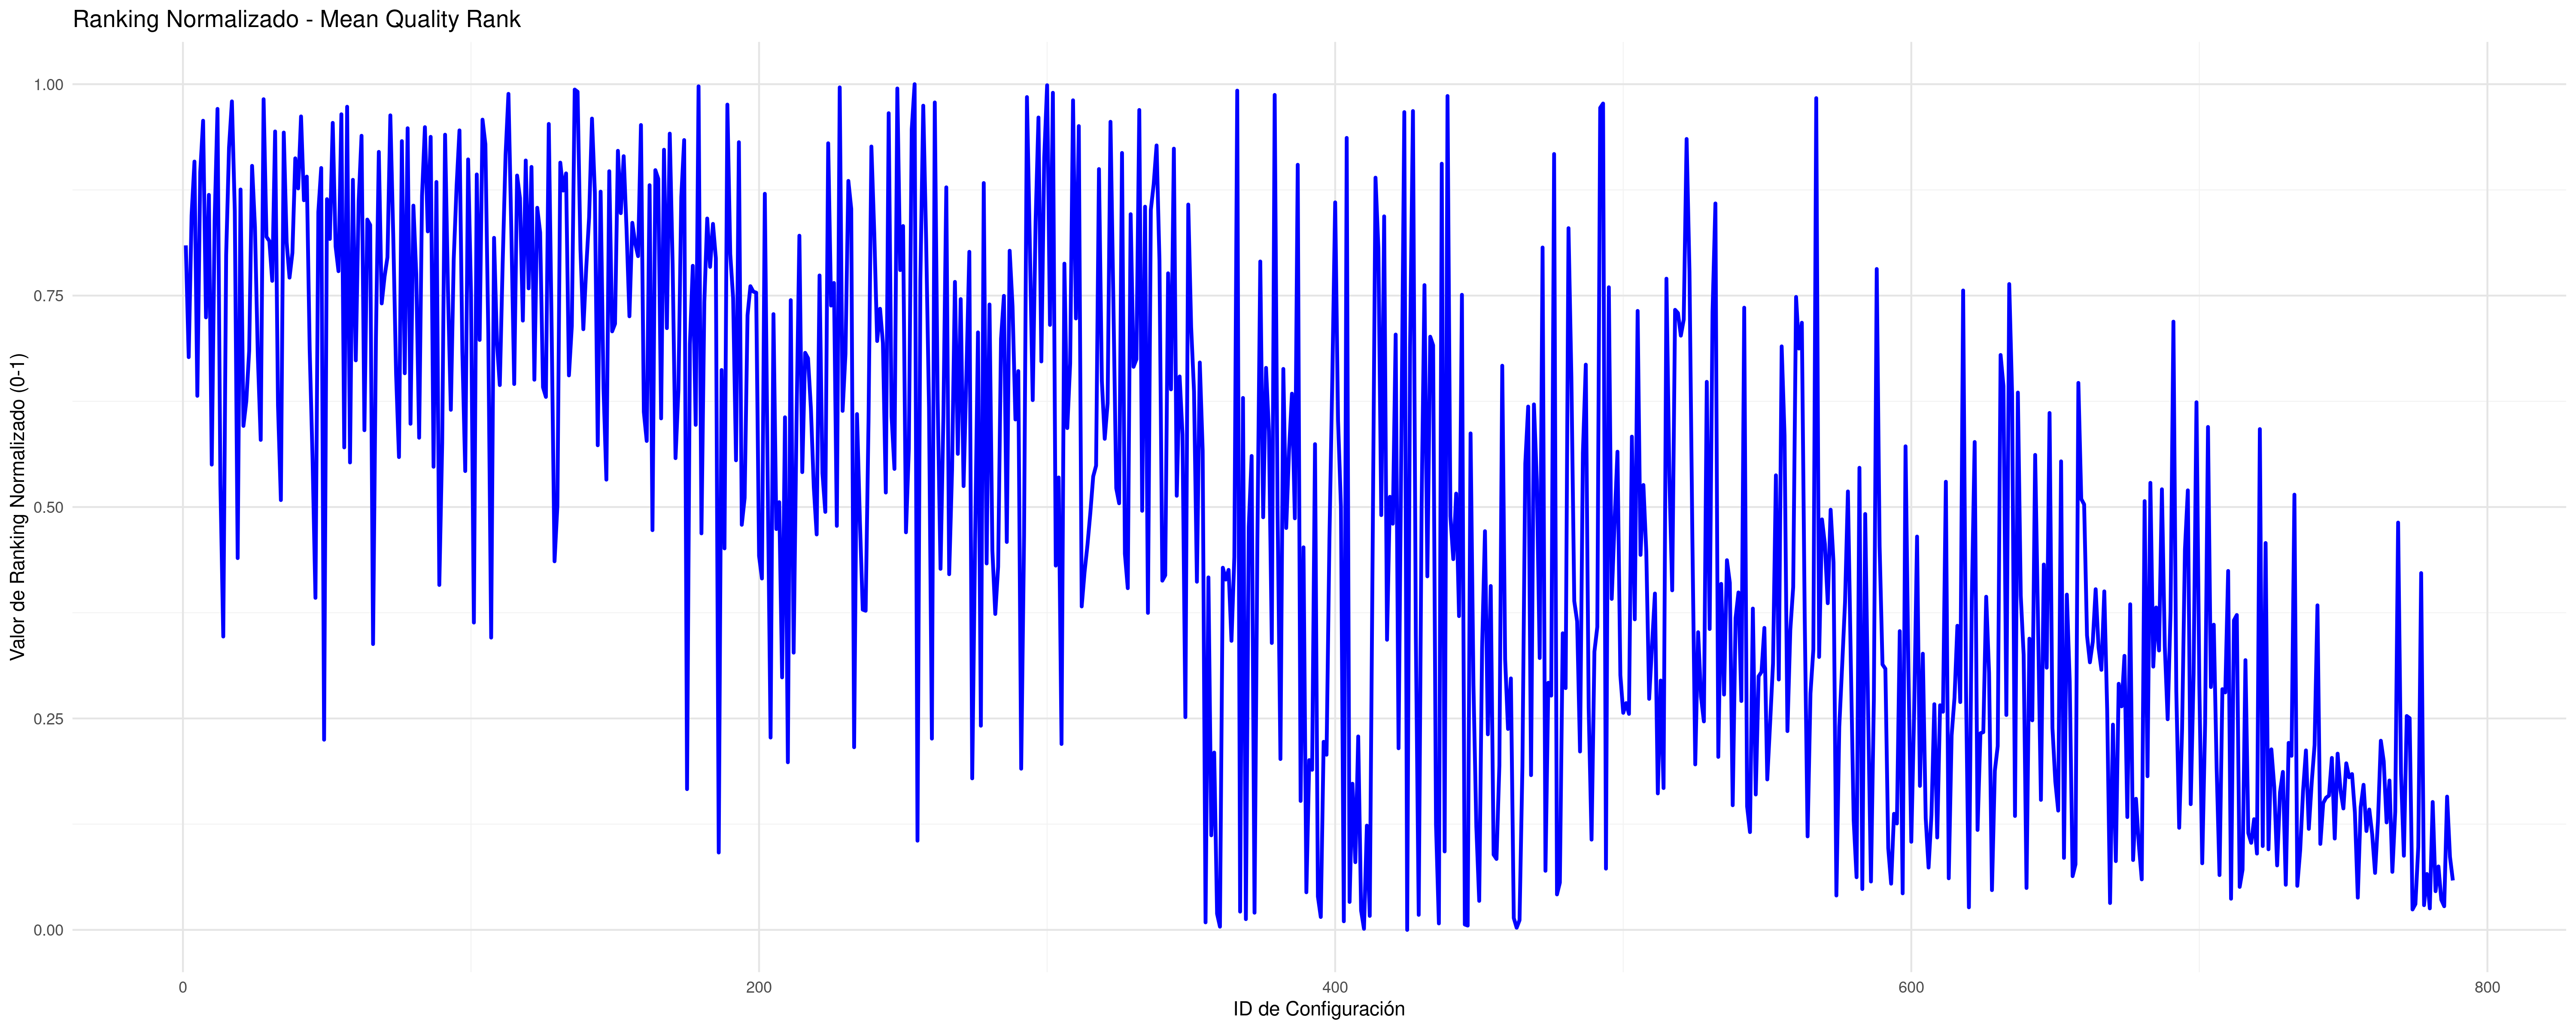 Ranking Normalizado - Mean Quality Rank
Valor de Ranking Normalizado (0-1)
1.00
0.75
0.50
0.25
0.00
0 200 400 600 800
ID de Configuración